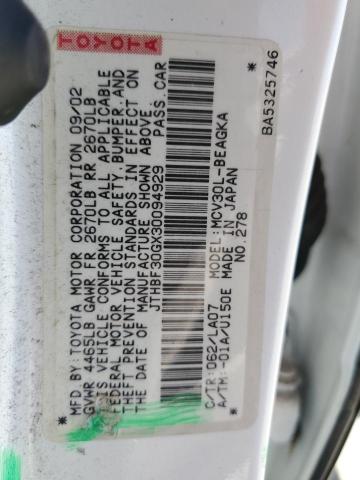 TOYOTA
MFD. BY: TOYOTA MOTOR CORPORATION 09/02
GVWR 4465LB GAWR FR 2670LB RR 2670LB
THIS VEHICLE CONFORMS TO ALL APPLICABLE
FEDERAL MOTOR VEHICLE SAFETY, BUMPER, AND
THEFT PREVENTION STANDARDS IN EFFECT ON
THE DATE OF MANUFACTURE SHOWN ABOVE.
* JTHBF30GX30094929 PASS. CAR *
C/TR:062/LA07 MODEL: MCV30L-BEAGKA
A/TM:-01A/U150E MADE IN JAPAN
* NO. 278 *
BA5325746